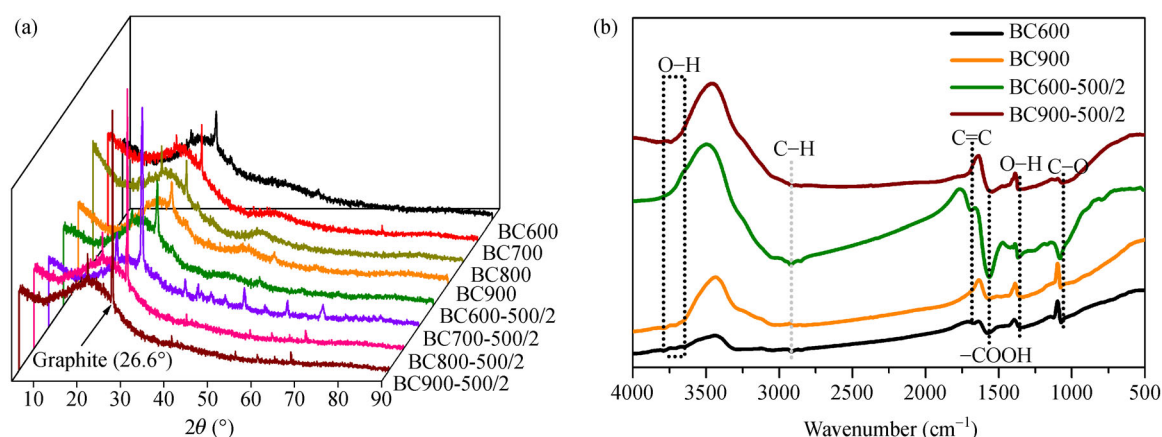 (a)
BC600
BC700
BC800
BC900
BC600-500/2
BC700-500/2
BC800-500/2
BC900-500/2
Graphite (26.6°)
10 20 30 40 50 60 70 80 90
2θ (°)
(b)
BC600
BC900
BC600-500/2
BC900-500/2
O−H
C−H
C=C
O−H
C−O
−COOH
4000 3500 3000 2500 2000 1500 1000 500
Wavenumber (cm⁻¹)